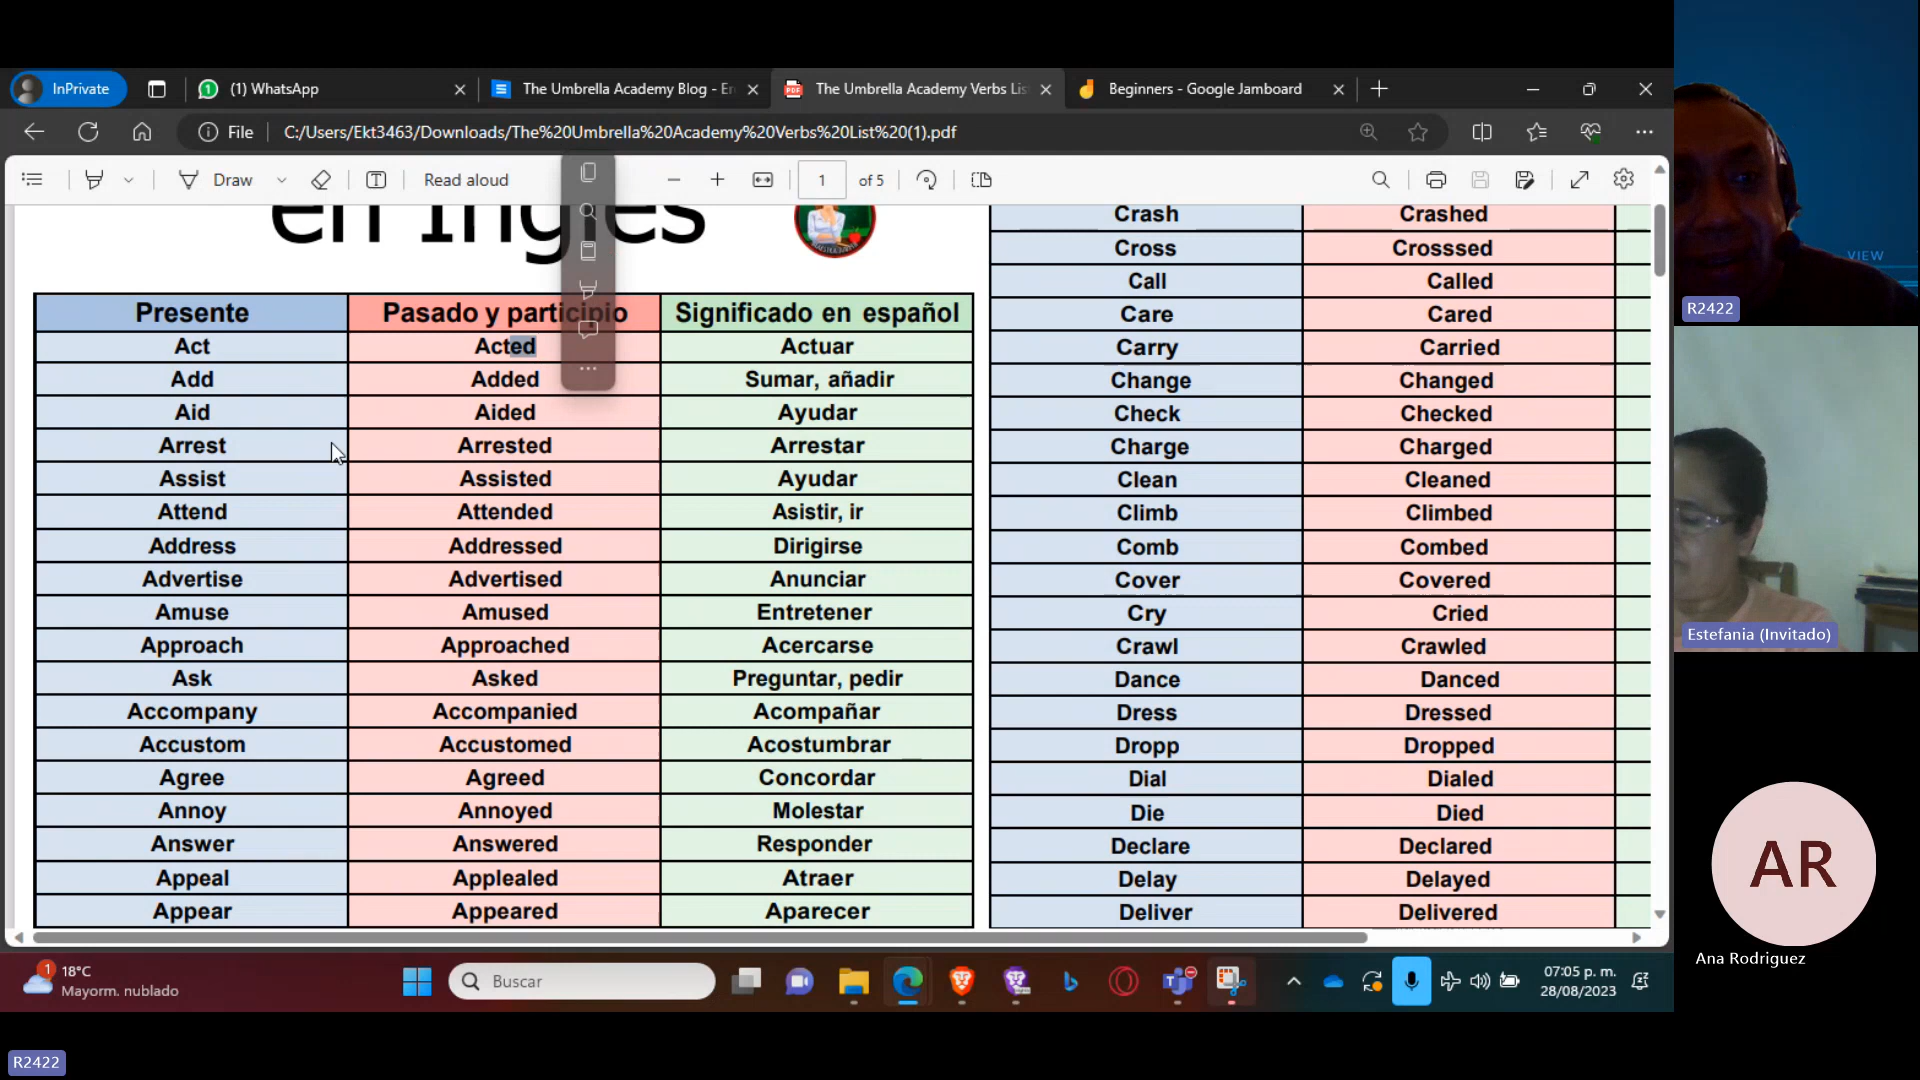 InPrivate
(1) WhatsApp
The Umbrella Academy Blog - En
The Umbrella Academy Verbs Lis
Beginners - Google Jamboard
File
C:/Users/Ekt3463/Downloads/The%20Umbrella%20Academy%20Verbs%20List%20(1).pdf
Draw
Read aloud
1 of 5
en Inglés
Presente Pasado y participio Significado en español
Act Acted Actuar
Add Added Sumar, añadir
Aid Aided Ayudar
Arrest Arrested Arrestar
Assist Assisted Ayudar
Attend Attended Asistir, ir
Address Addressed Dirigirse
Advertise Advertised Anunciar
Amuse Amused Entretener
Approach Approached Acercarse
Ask Asked Preguntar, pedir
Accompany Accompanied Acompañar
Accustom Accustomed Acostumbrar
Agree Agreed Concordar
Annoy Annoyed Molestar
Answer Answered Responder
Appeal Applealed Atraer
Appear Appeared Aparecer
Crash Crashed
Cross Crosssed
Call Called
Care Cared
Carry Carried
Change Changed
Check Checked
Charge Charged
Clean Cleaned
Climb Climbed
Comb Combed
Cover Covered
Cry Cried
Crawl Crawled
Dance Danced
Dress Dressed
Dropp Dropped
Dial Dialed
Die Died
Declare Declared
Delay Delayed
Deliver Delivered
VIEW
R2422
Estefania (Invitado)
AR
Ana Rodriguez
1
18°C
Mayorm. nublado
Buscar
07:05 p. m.
28/08/2023
R2422